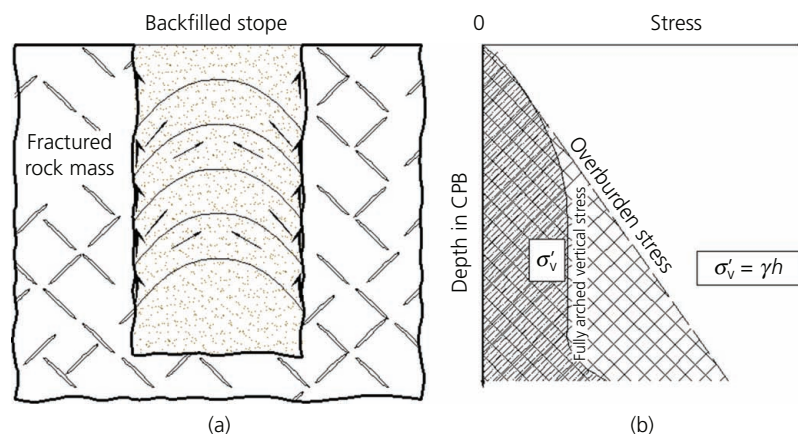 Backfilled stope
Fractured
rock mass
(a)
0
Stress
Depth in CPB
σ′v
Fully arched vertical stress
Overburden stress
σ′v = γh
(b)